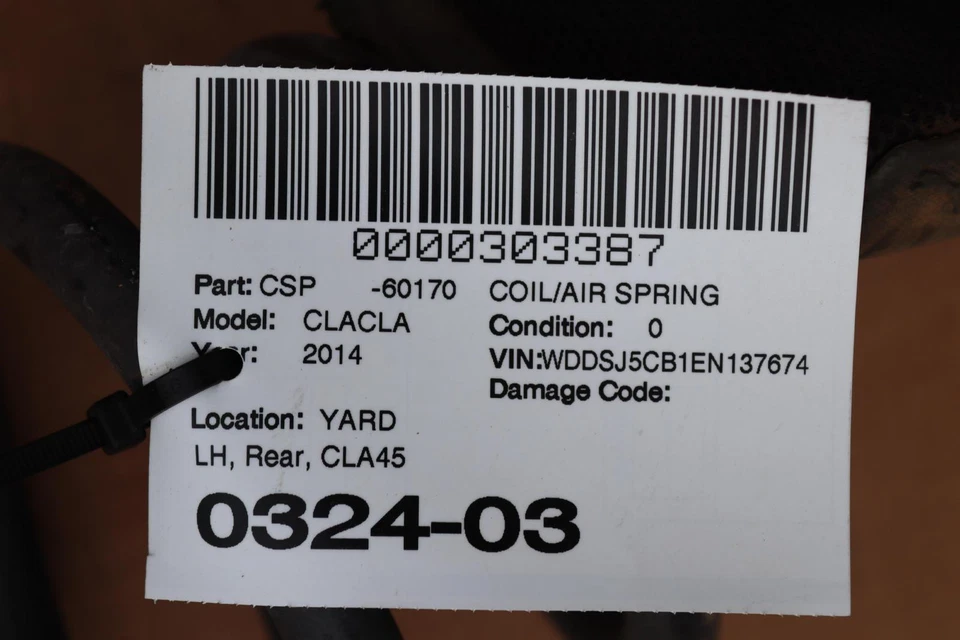 0000303387
Part: CSP -60170 COIL/AIR SPRING
Model: CLACLA Condition: 0
Year: 2014 VIN:WDDSJ5CB1EN137674
Damage Code:
Location: YARD
LH, Rear, CLA45
0324-03